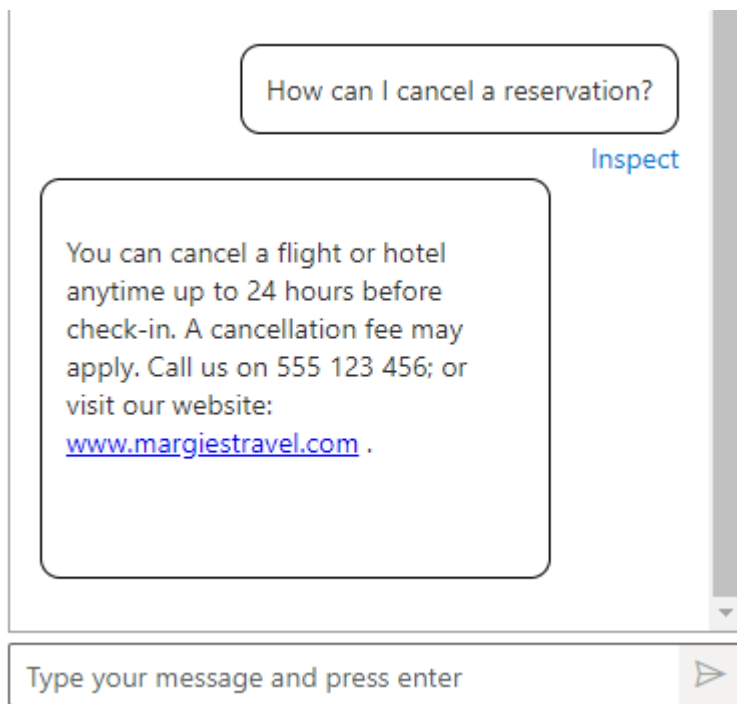 How can I cancel a reservation?
Inspect
You can cancel a flight or hotel
anytime up to 24 hours before
check-in. A cancellation fee may
apply. Call us on 555 123 456; or
visit our website:
www.margiestravel.com .
Type your message and press enter